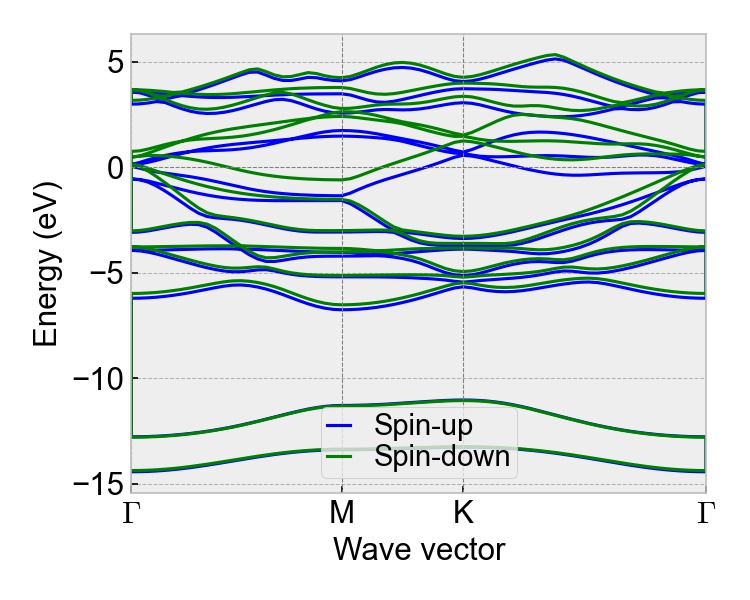 5
0
−5
−10
−15
Energy (eV)
Spin-up
Spin-down
Γ M K Γ
Wave vector